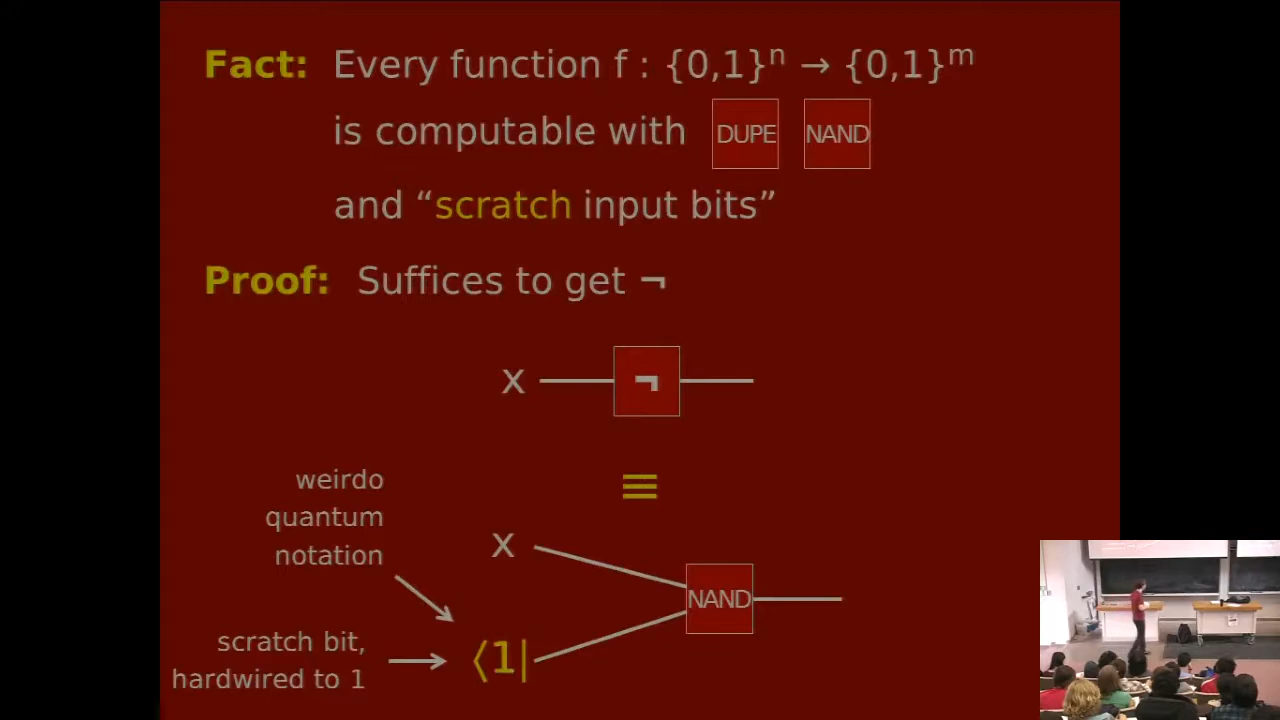 Fact: Every function f : {0,1}ⁿ → {0,1}ᵐ
is computable with DUPE NAND
and “scratch input bits”
Proof: Suffices to get ¬
x ¬
≡
weirdo
quantum
notation
x
NAND
scratch bit,
hardwired to 1
⟨1|